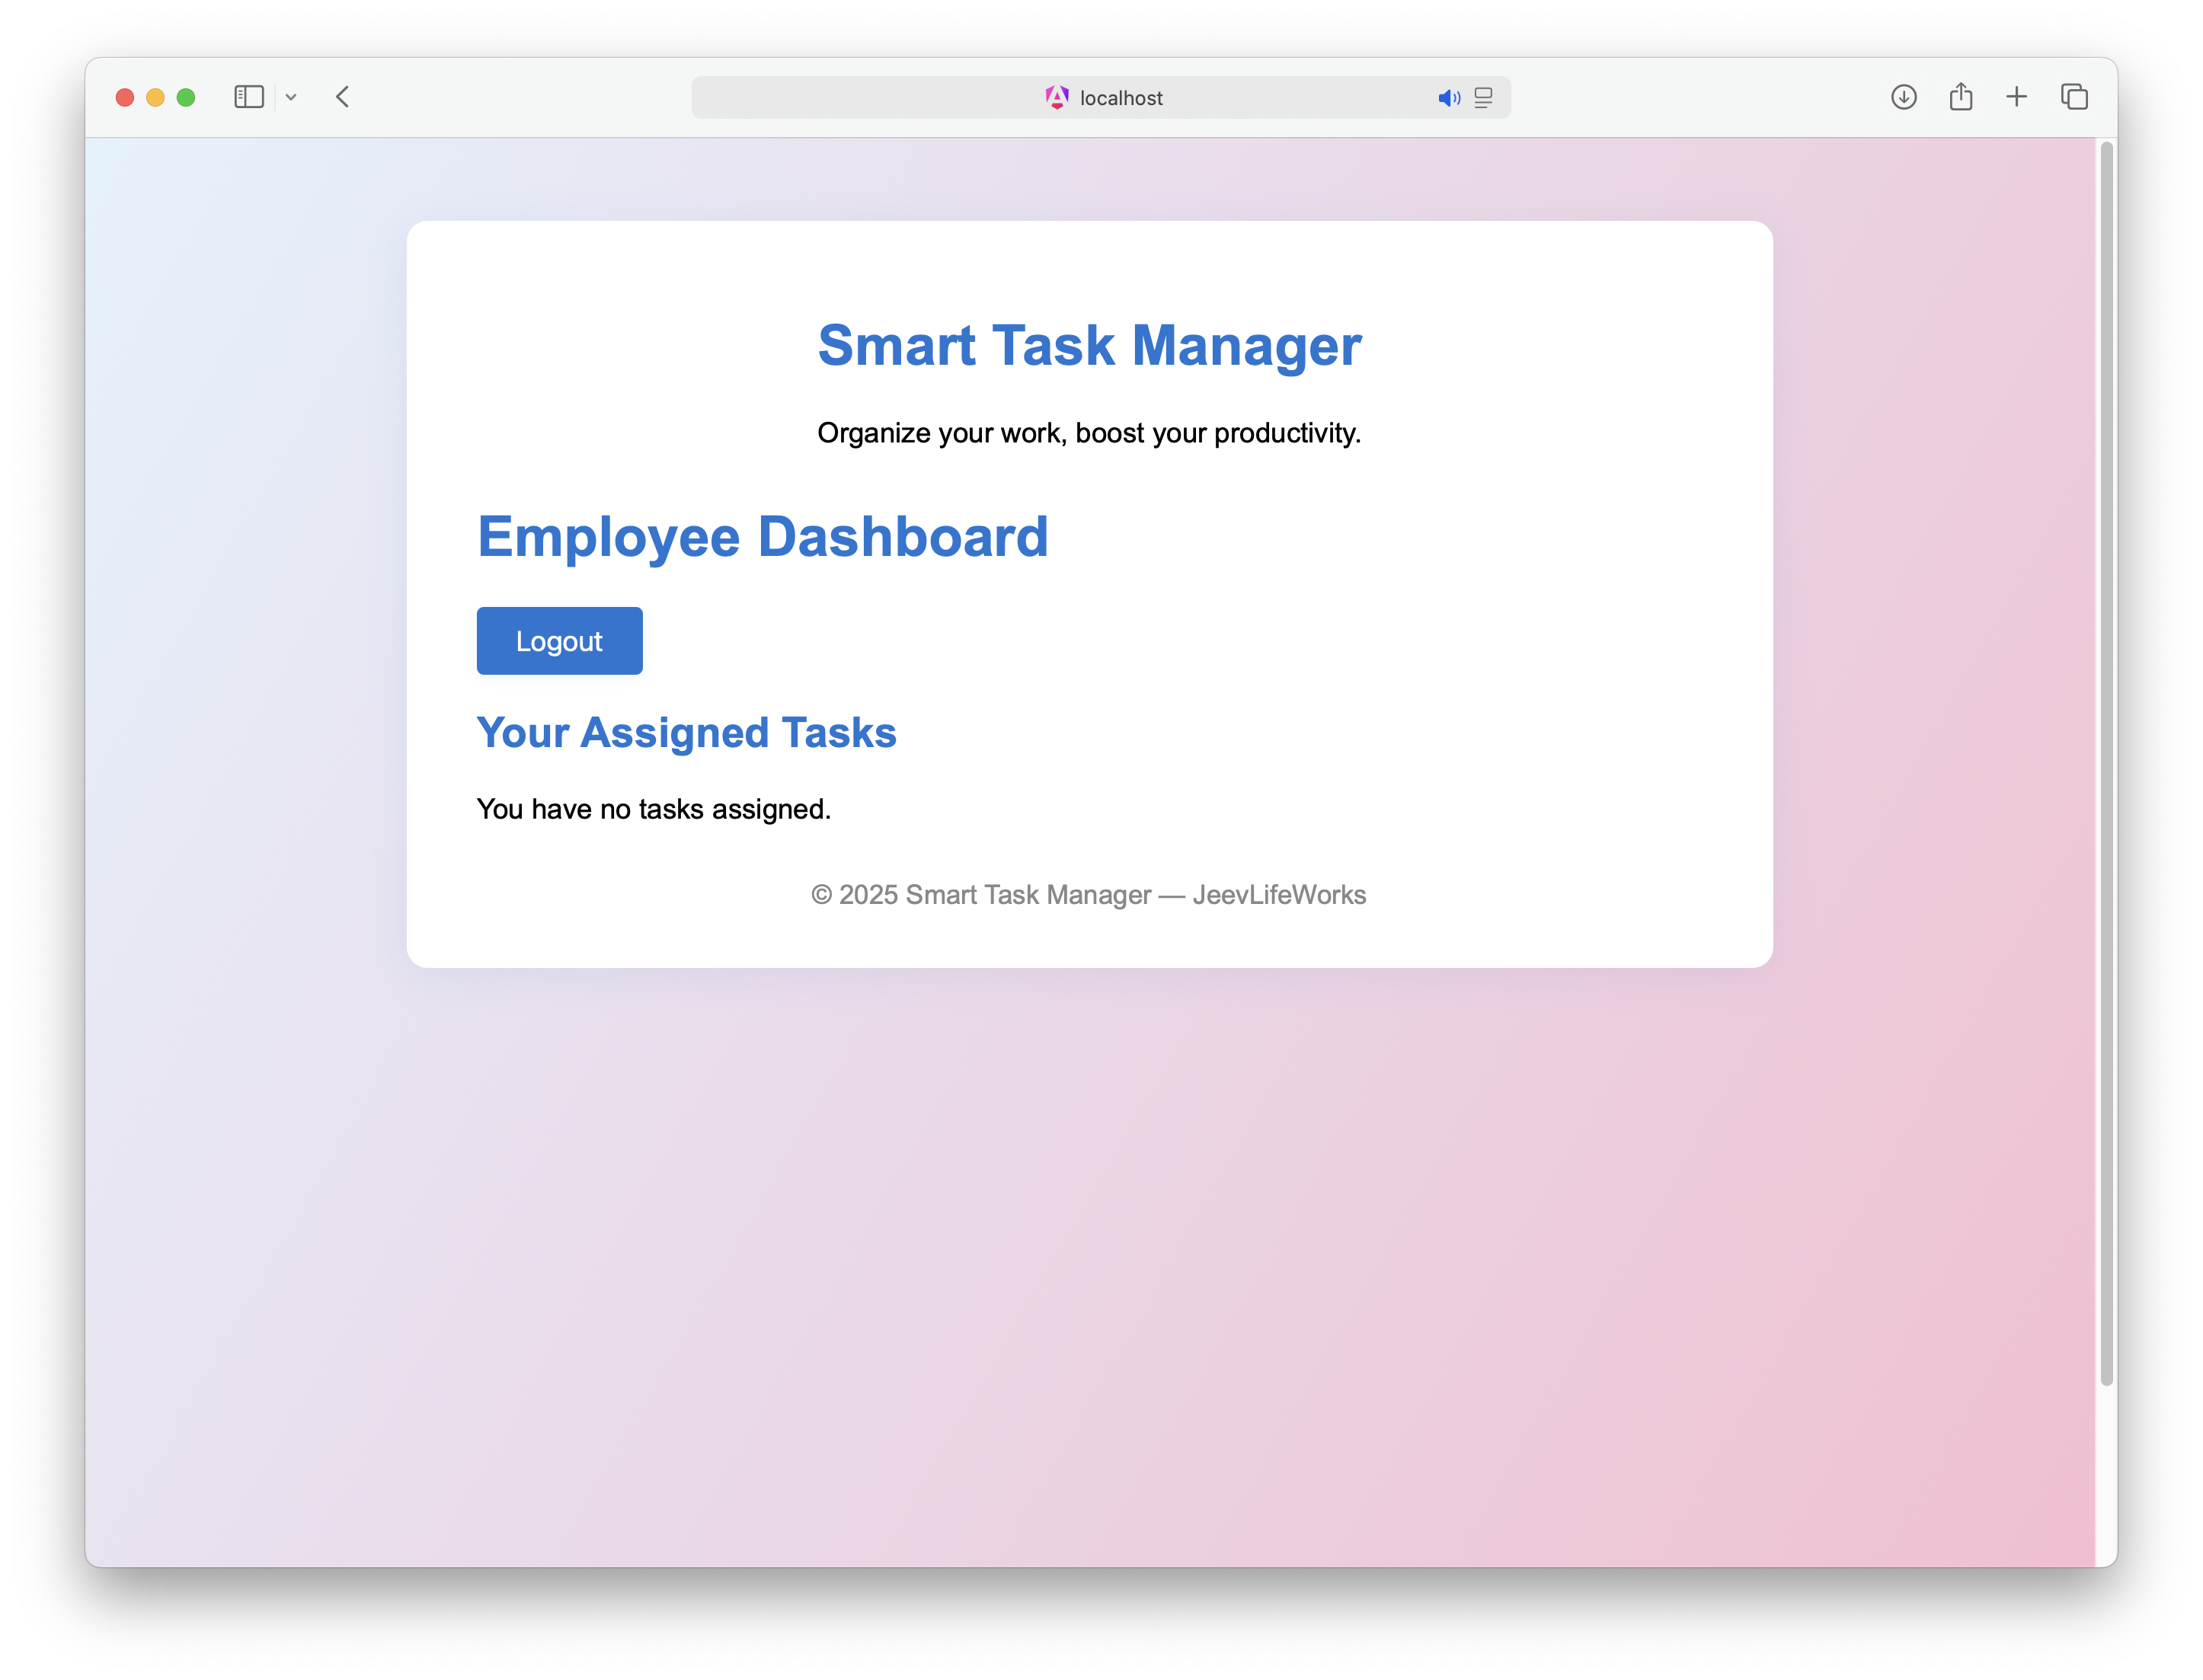 localhost
Smart Task Manager
Organize your work, boost your productivity.
Employee Dashboard
Logout
Your Assigned Tasks
You have no tasks assigned.
© 2025 Smart Task Manager — JeevLifeWorks